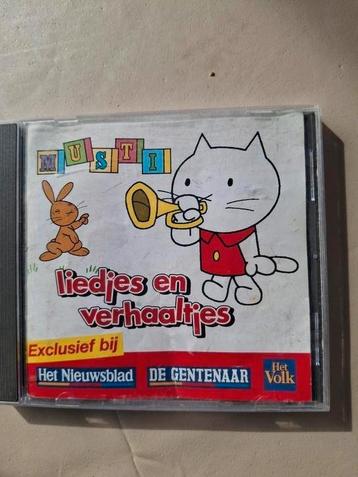 MUSTI
liedjes en
verhaaltjes
Exclusief bij
Het Nieuwsblad DE GENTENAAR Het Volk